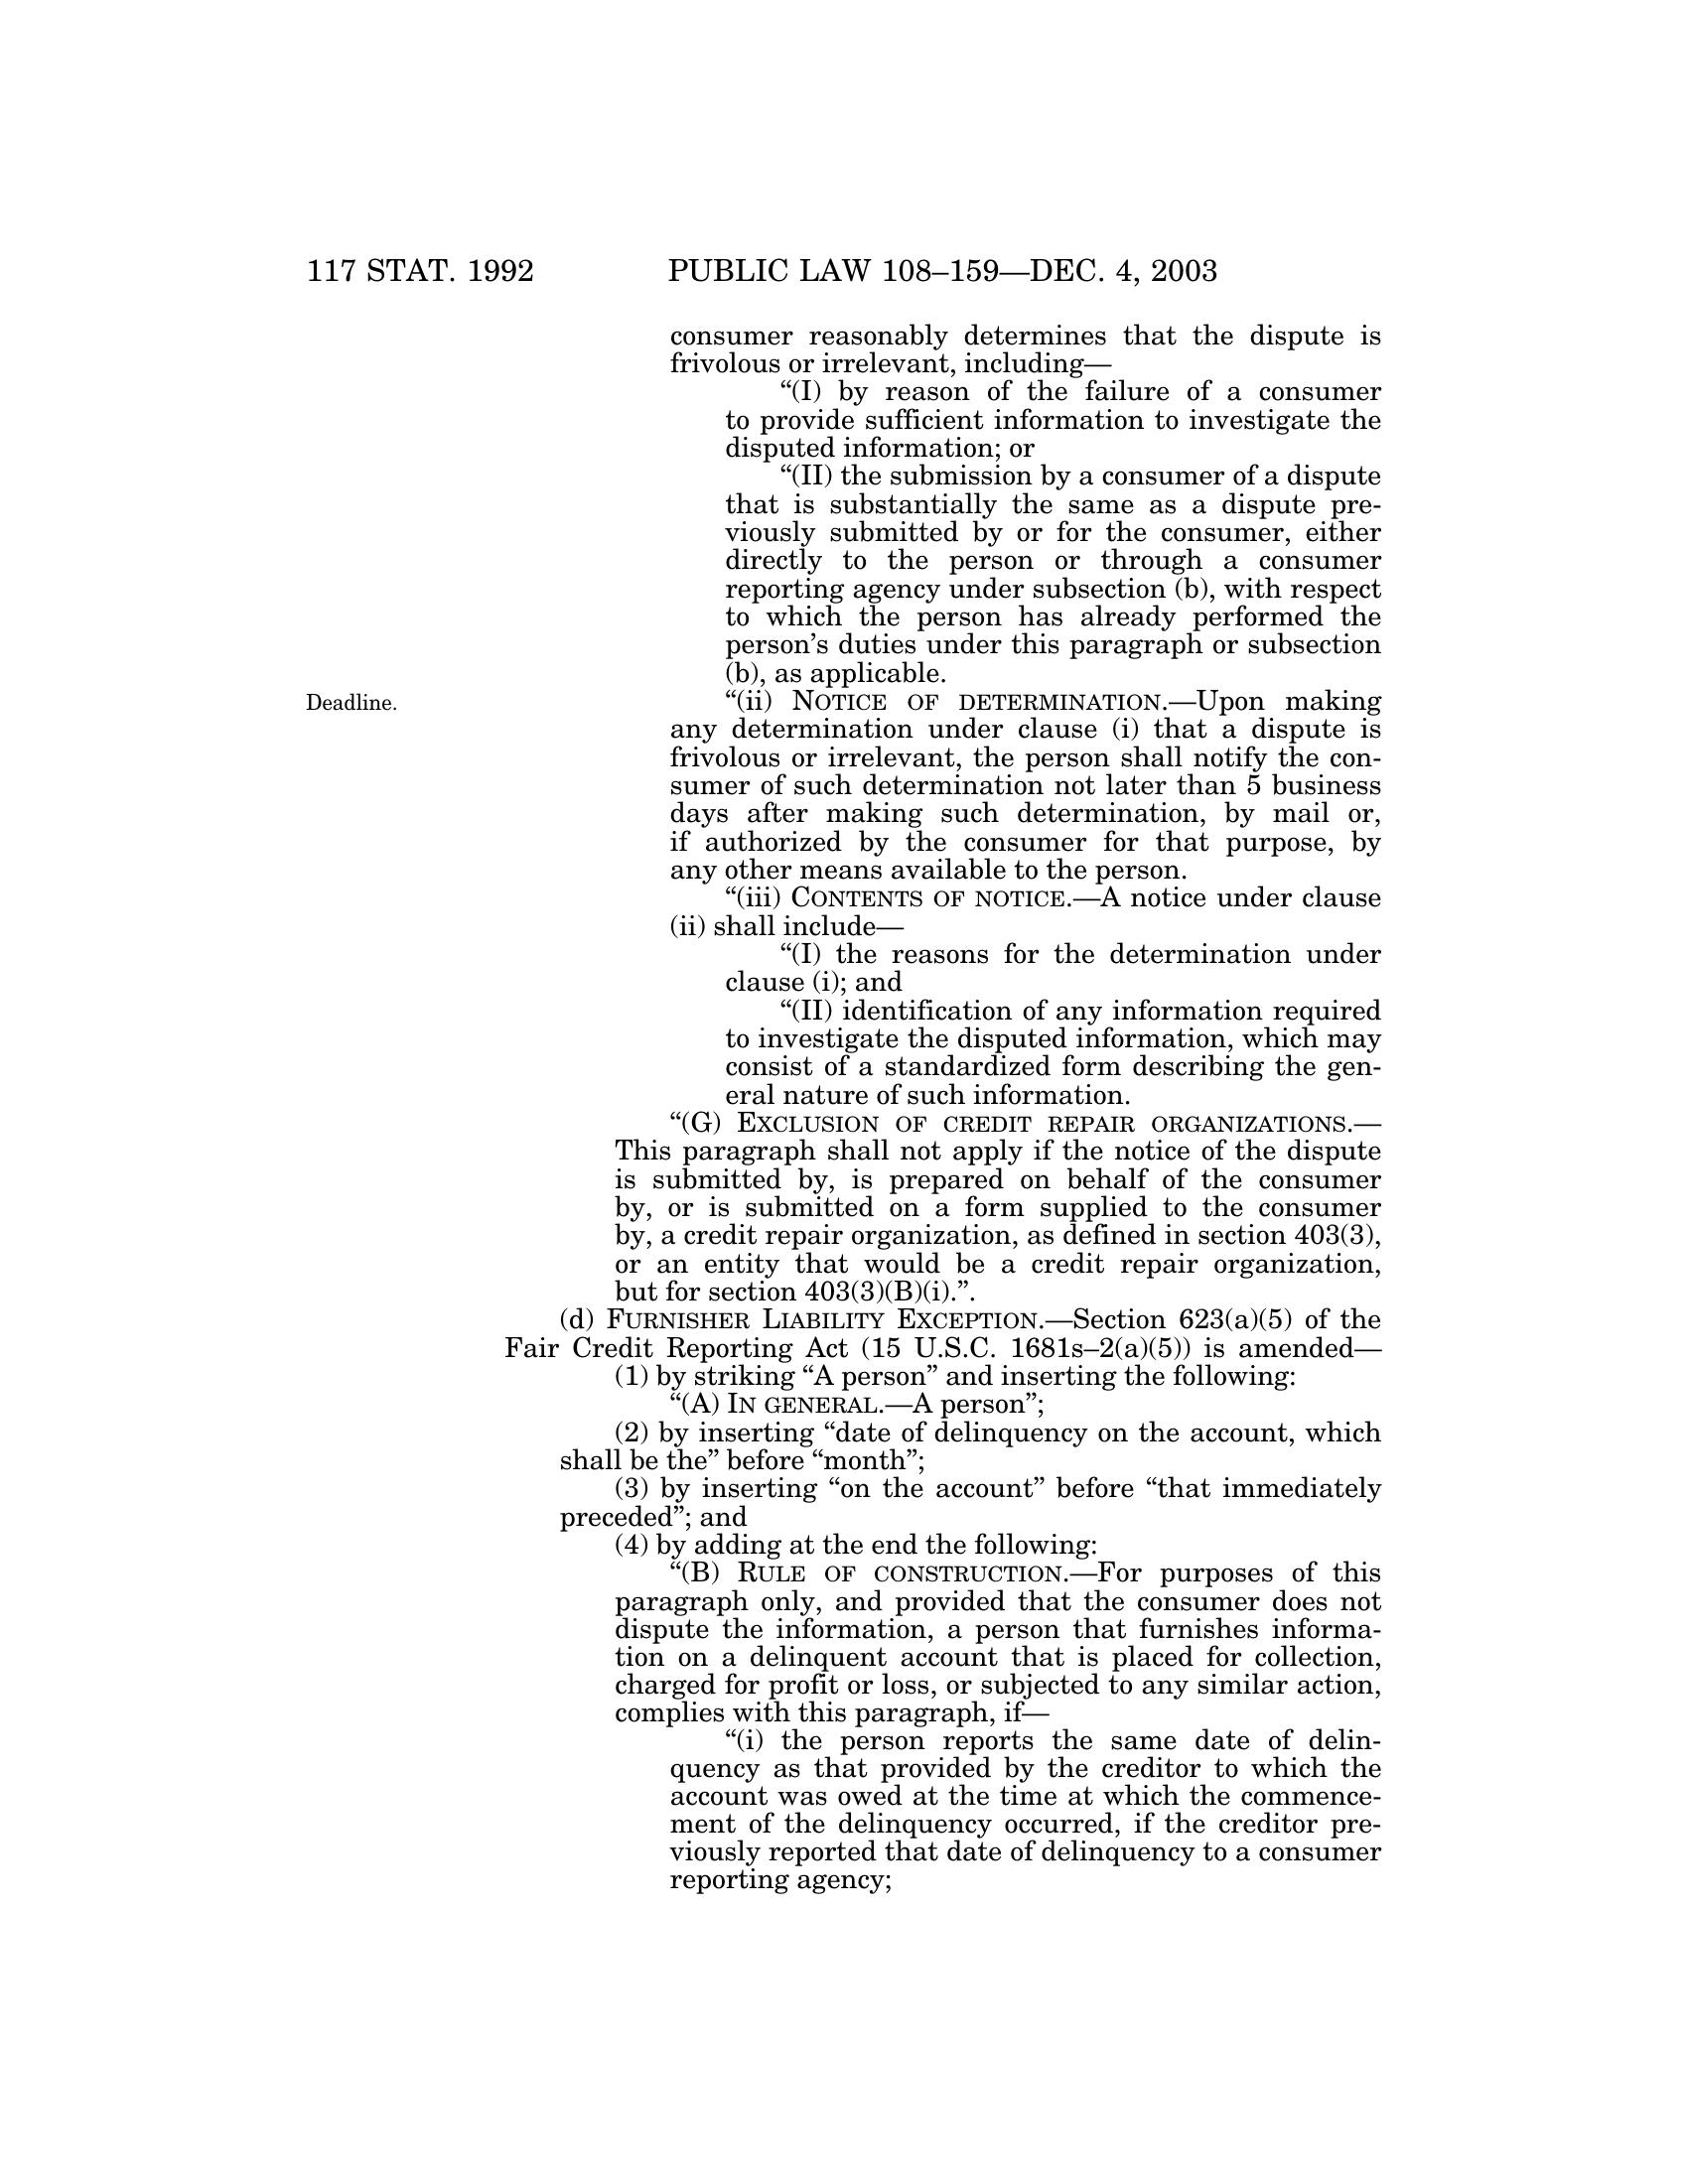 117 STAT. 1992 PUBLIC LAW 108–159—DEC. 4, 2003
consumer reasonably determines that the dispute is
frivolous or irrelevant, including—
“(I) by reason of the failure of a consumer
to provide sufficient information to investigate the
disputed information; or
“(II) the submission by a consumer of a dispute
that is substantially the same as a dispute pre-
viously submitted by or for the consumer, either
directly to the person or through a consumer
reporting agency under subsection (b), with respect
to which the person has already performed the
person’s duties under this paragraph or subsection
(b), as applicable.
Deadline.
“(ii) NOTICE OF DETERMINATION.—Upon making
any determination under clause (i) that a dispute is
frivolous or irrelevant, the person shall notify the con-
sumer of such determination not later than 5 business
days after making such determination, by mail or,
if authorized by the consumer for that purpose, by
any other means available to the person.
“(iii) CONTENTS OF NOTICE.—A notice under clause
(ii) shall include—
“(I) the reasons for the determination under
clause (i); and
“(II) identification of any information required
to investigate the disputed information, which may
consist of a standardized form describing the gen-
eral nature of such information.
“(G) EXCLUSION OF CREDIT REPAIR ORGANIZATIONS.—
This paragraph shall not apply if the notice of the dispute
is submitted by, is prepared on behalf of the consumer
by, or is submitted on a form supplied to the consumer
by, a credit repair organization, as defined in section 403(3),
or an entity that would be a credit repair organization,
but for section 403(3)(B)(i).”.
(d) FURNISHER LIABILITY EXCEPTION.—Section 623(a)(5) of the
Fair Credit Reporting Act (15 U.S.C. 1681s–2(a)(5)) is amended—
(1) by striking “A person” and inserting the following:
“(A) IN GENERAL.—A person”;
(2) by inserting “date of delinquency on the account, which
shall be the” before “month”;
(3) by inserting “on the account” before “that immediately
preceded”; and
(4) by adding at the end the following:
“(B) RULE OF CONSTRUCTION.—For purposes of this
paragraph only, and provided that the consumer does not
dispute the information, a person that furnishes informa-
tion on a delinquent account that is placed for collection,
charged for profit or loss, or subjected to any similar action,
complies with this paragraph, if—
“(i) the person reports the same date of delin-
quency as that provided by the creditor to which the
account was owed at the time at which the commence-
ment of the delinquency occurred, if the creditor pre-
viously reported that date of delinquency to a consumer
reporting agency;